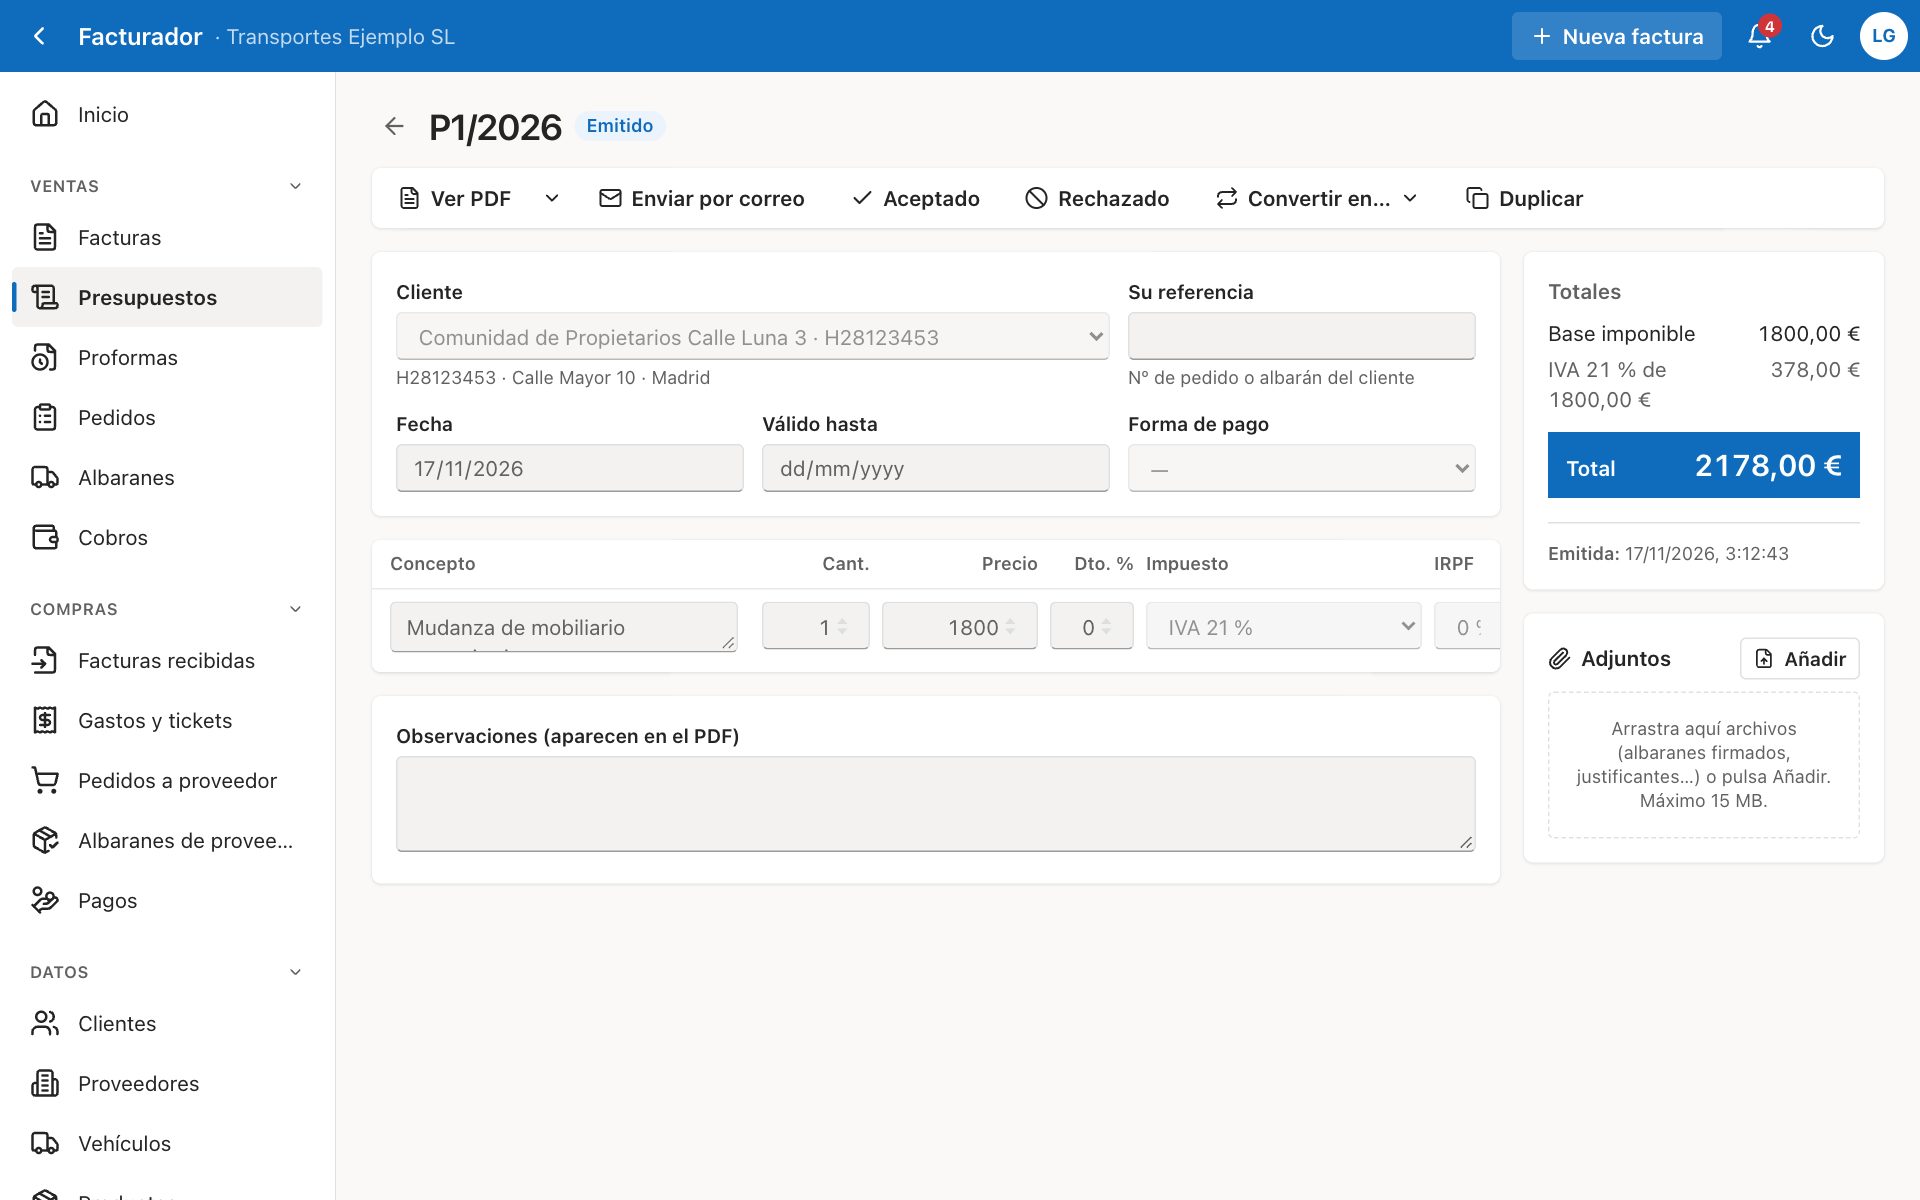 Facturador · Transportes Ejemplo SL
Nueva factura
4
LG
Inicio
VENTAS
Facturas
Presupuestos
Proformas
Pedidos
Albaranes
Cobros
COMPRAS
Facturas recibidas
Gastos y tickets
Pedidos a proveedor
Albaranes de provee...
Pagos
DATOS
Clientes
Proveedores
Vehículos
P1/2026 Emitido
Ver PDF
Enviar por correo
Aceptado
Rechazado
Convertir en...
Duplicar
Cliente
Comunidad de Propietarios Calle Luna 3 · H28123453
H28123453 · Calle Mayor 10 · Madrid
Su referencia
Nº de pedido o albarán del cliente
Fecha
17/11/2026
Válido hasta
dd/mm/yyyy
Forma de pago
—
Concepto Cant. Precio Dto. % Impuesto IRPF
Mudanza de mobiliario 1 1800 0 IVA 21 % 0
Observaciones (aparecen en el PDF)
Totales
Base imponible 1800,00 €
IVA 21 % de 378,00 €
1800,00 €
Total 2178,00 €
Emitida: 17/11/2026, 3:12:43
Adjuntos
Añadir
Arrastra aquí archivos
(albaranes firmados,
justificantes...) o pulsa Añadir.
Máximo 15 MB.